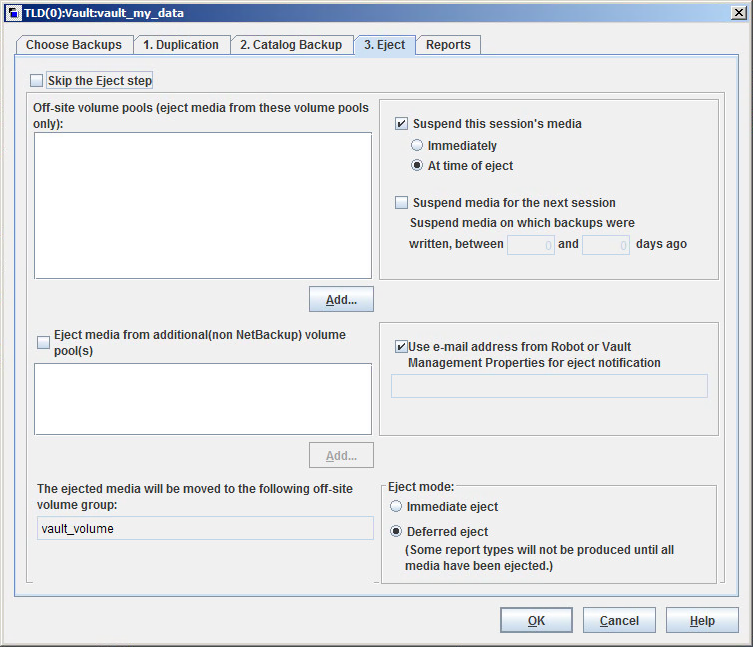 TLD(0):Vault:vault_my_data
Choose Backups
1. Duplication
2. Catalog Backup
3. Eject
Reports
Skip the Eject step
Off-site volume pools (eject media from these volume pools
only):
Add...
Eject media from additional(non NetBackup) volume
pool(s)
Add...
The ejected media will be moved to the following off-site
volume group:
vault_volume
Suspend this session's media
Immediately
At time of eject
Suspend media for the next session
Suspend media on which backups were
written, between 0 and 0 days ago
Use e-mail address from Robot or Vault
Management Properties for eject notification
Eject mode:
Immediate eject
Deferred eject
(Some report types will not be produced until all
media have been ejected.)
OK
Cancel
Help